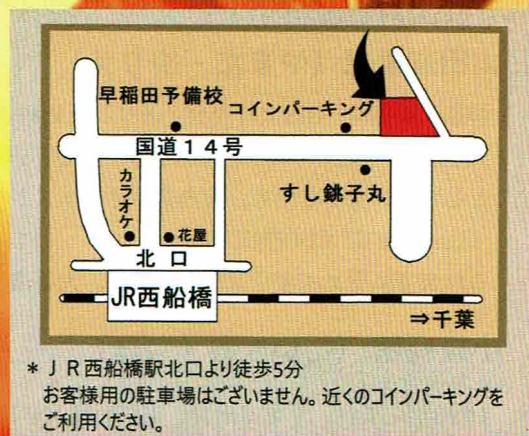 早稲田予備校
コインパーキング
国道14号
カラオケ
花屋
すし銚子丸
北口
JR西船橋
⇒千葉
＊ＪＲ西船橋駅北口より徒歩5分
お客様用の駐車場はございません。近くのコインパーキングを
ご利用ください。